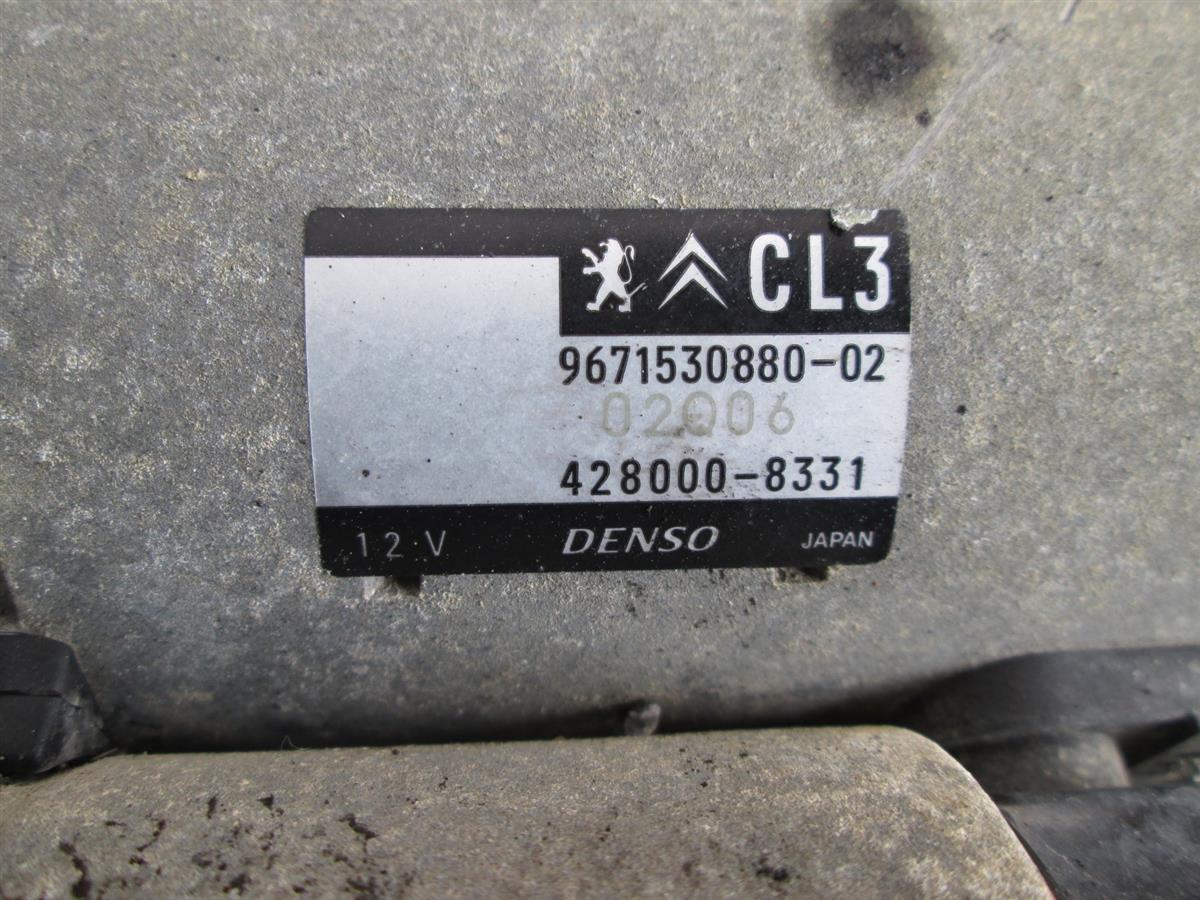 CL3
9671530880-02
02006
428000-8331
12V DENSO JAPAN